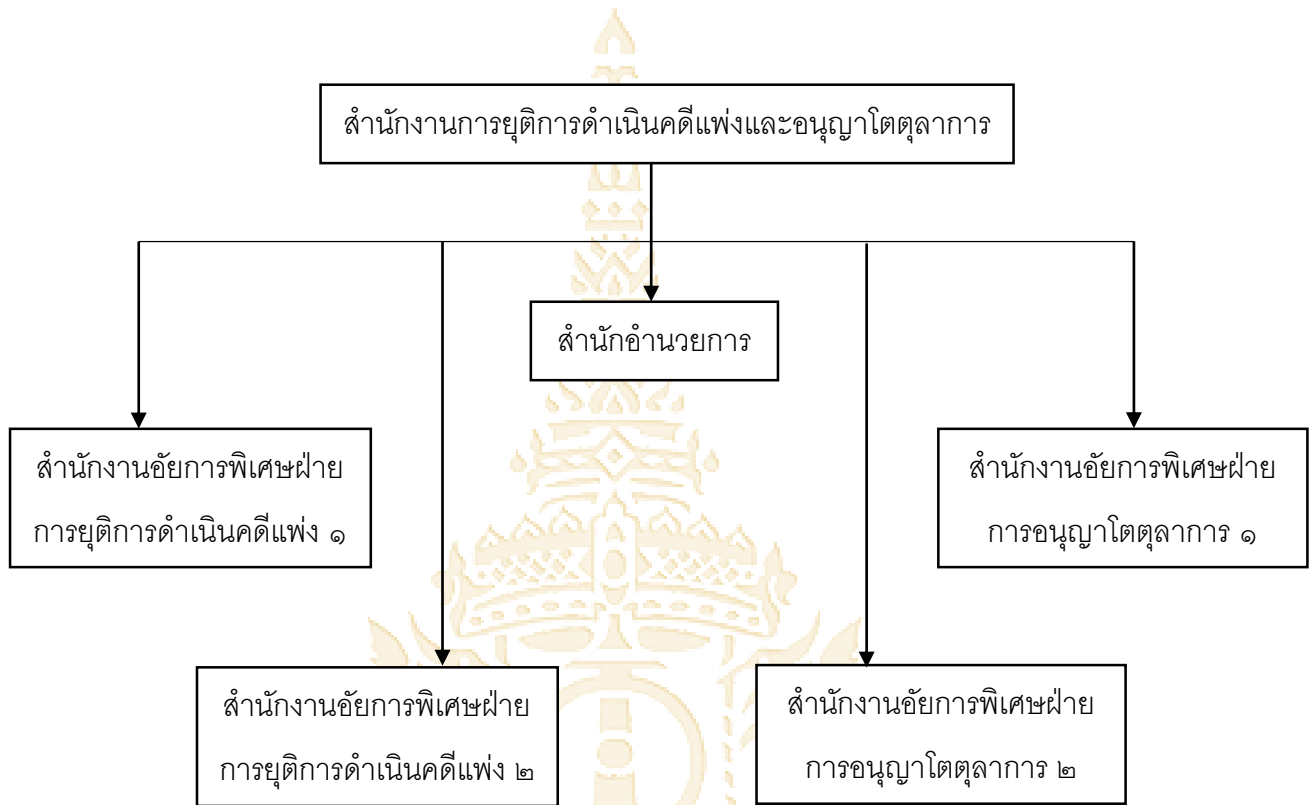 สำนักงานการยุติการดำเนินคดีแพ่งและอนุญาโตตุลาการ
สำนักอำนวยการ
สำนักงานอัยการพิเศษฝ่าย
การยุติการดำเนินคดีแพ่ง ๑
สำนักงานอัยการพิเศษฝ่าย
การอนุญาโตตุลาการ ๑
สำนักงานอัยการพิเศษฝ่าย
การยุติการดำเนินคดีแพ่ง ๒
สำนักงานอัยการพิเศษฝ่าย
การอนุญาโตตุลาการ ๒